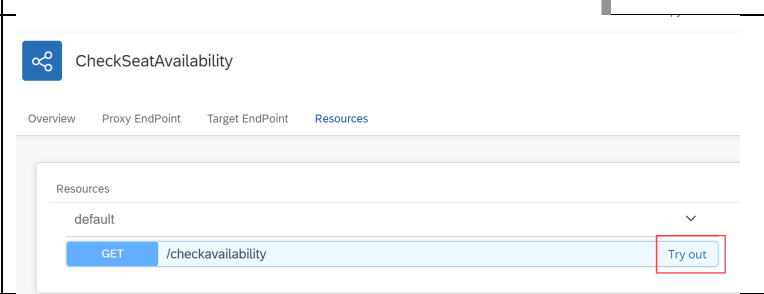 CheckSeatAvailability
Overview Proxy EndPoint Target EndPoint Resources
Resources
default
GET /checkavailability Try out